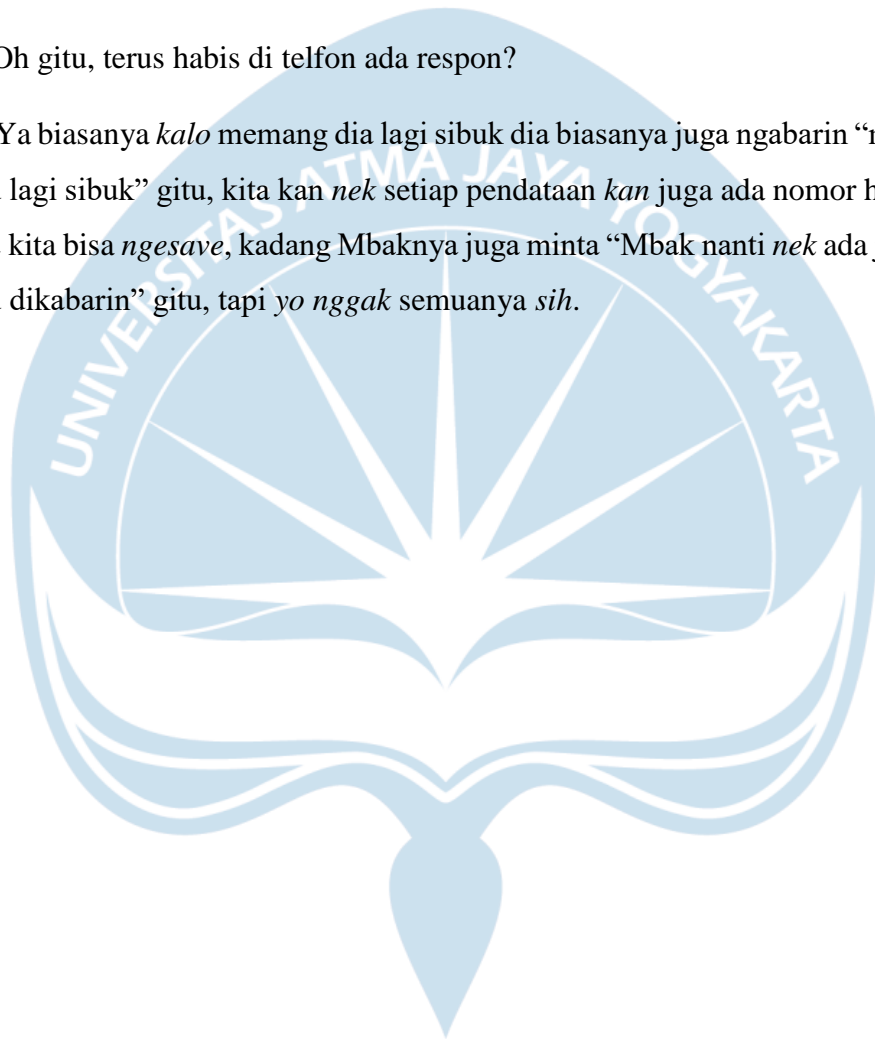 Oh gitu, terus habis di telfon ada respon?
Ya biasanya kalo memang dia lagi sibuk dia biasanya juga ngabarin “
lagi sibuk” gitu, kita kan nek setiap pendataan kan juga ada nomor
kita bisa ngesave, kadang Mbaknya juga minta “Mbak nanti nek ada
dikabarin” gitu, tapi yo nggak semuanya sih.
UNIVERSITAS ATMA JAYA YOGYAKARTA